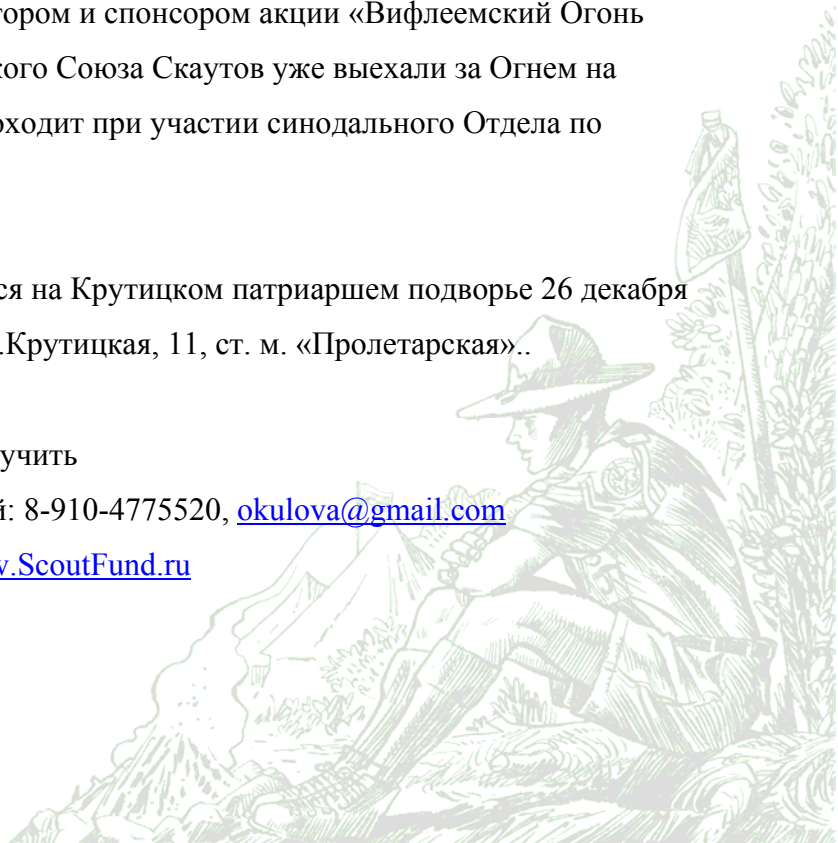 тором и спонсором акции «Вифлеемский Огонь
кого Союза Скаутов уже выехали за Огнем на
оходит при участии синодального Отдела по
ся на Крутицком патриаршем подворье 26 декабря
.Крутицкая, 11, ст. м. «Пролетарская»..
учить
й: 8-910-4775520, okulova@gmail.com
w.ScoutFund.ru